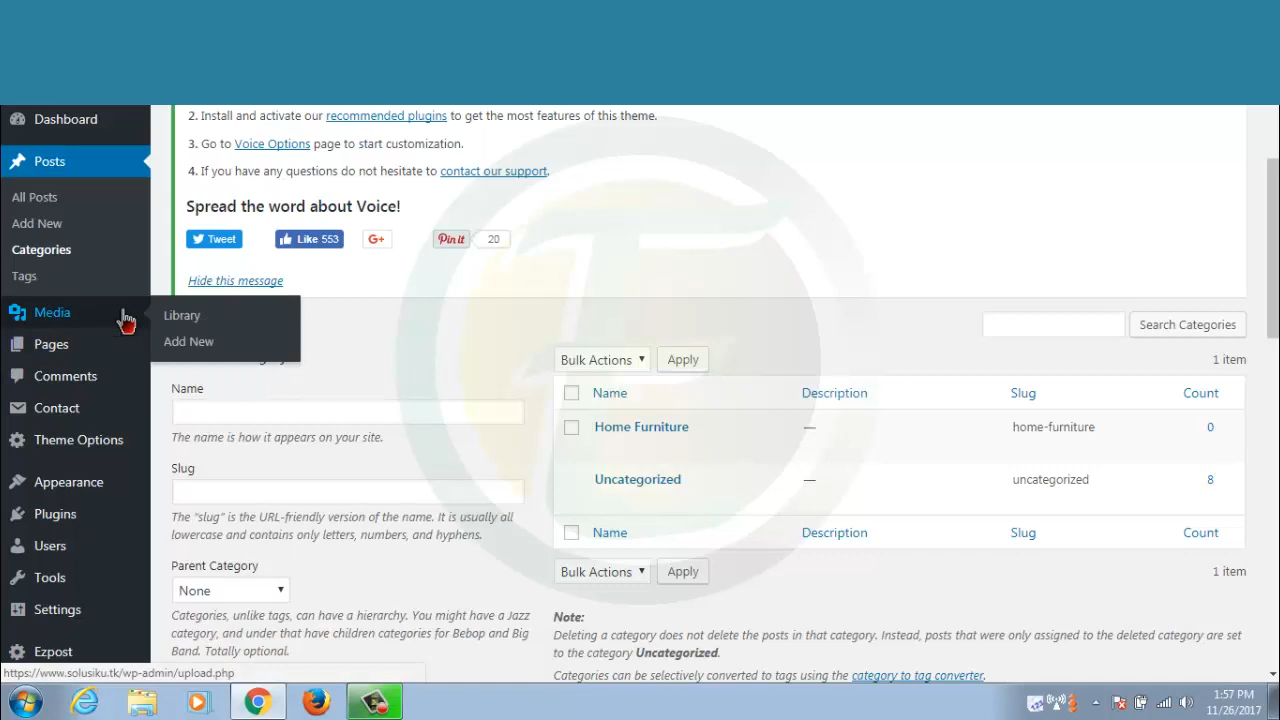 Dashboard
2. Install and activate our recommended plugins to get the most features of this theme.
3. Go to Voice Options page to start customization.
Posts
4. If you have any questions do not hesitate to contact our support.
All Posts
Spread the word about Voice!
Add New
Tweet
Like 553
G+
Pin it
20
Categories
Tags
Hide this message
Media
Library
Add New
Search Categories
Pages
Bulk Actions
Apply
1 item
Comments
Name
Name Description Slug Count
Contact
Home Furniture — home-furniture 0
The name is how it appears on your site.
Theme Options
Slug
Uncategorized — uncategorized 8
Appearance
Plugins
The "slug" is the URL-friendly version of the name. It is usually all
lowercase and contains only letters, numbers, and hyphens.
Name Description Slug Count
Users
Parent Category
Bulk Actions
Apply
1 item
Tools
None
Settings
Categories, unlike tags, can have a hierarchy. You might have a Jazz
category, and under that have children categories for Bebop and Big
Band. Totally optional.
Note:
Deleting a category does not delete the posts in that category. Instead, posts that were only assigned to the deleted category are set
to the category Uncategorized.
Categories can be selectively converted to tags using the category to tag converter.
Ezpost
https://www.solusiku.tk/wp-admin/upload.php
1:57 PM
11/26/2017